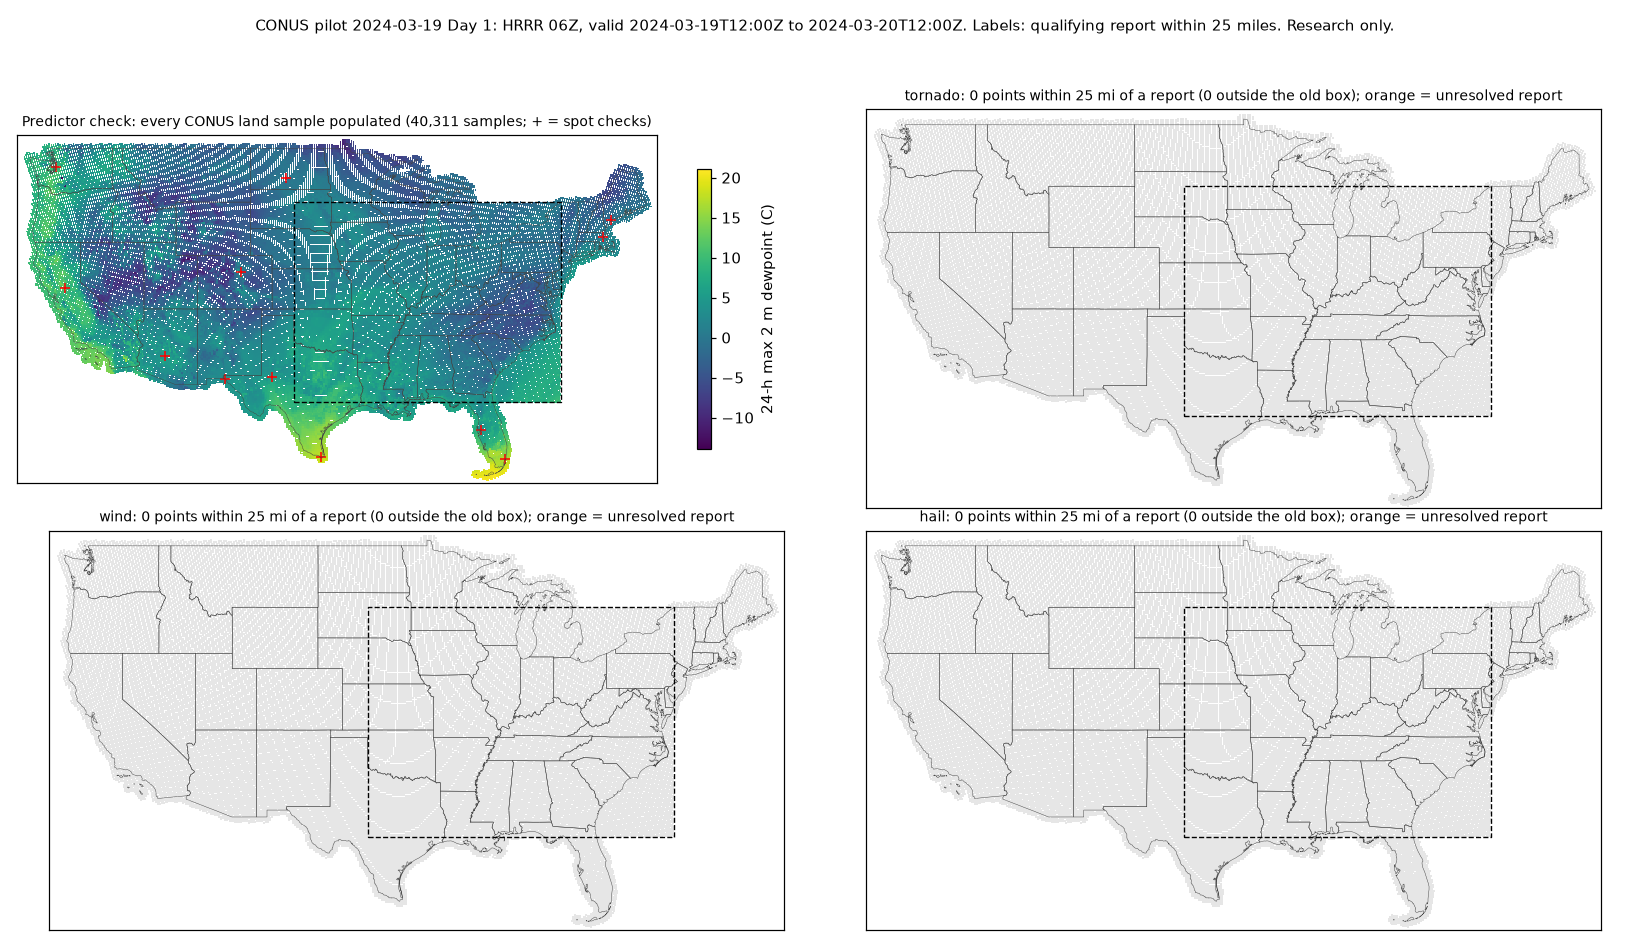 CONUS pilot 2024-03-19 Day 1: HRRR 06Z, valid 2024-03-19T12:00Z to 2024-03-20T12:00Z. Labels: qualifying report within 25 miles. Research only.
Predictor check: every CONUS land sample populated (40,311 samples; + = spot checks)
20
15
10
5
0
−5
−10
24-h max 2 m dewpoint (C)
tornado: 0 points within 25 mi of a report (0 outside the old box); orange = unresolved report
wind: 0 points within 25 mi of a report (0 outside the old box); orange = unresolved report
hail: 0 points within 25 mi of a report (0 outside the old box); orange = unresolved report